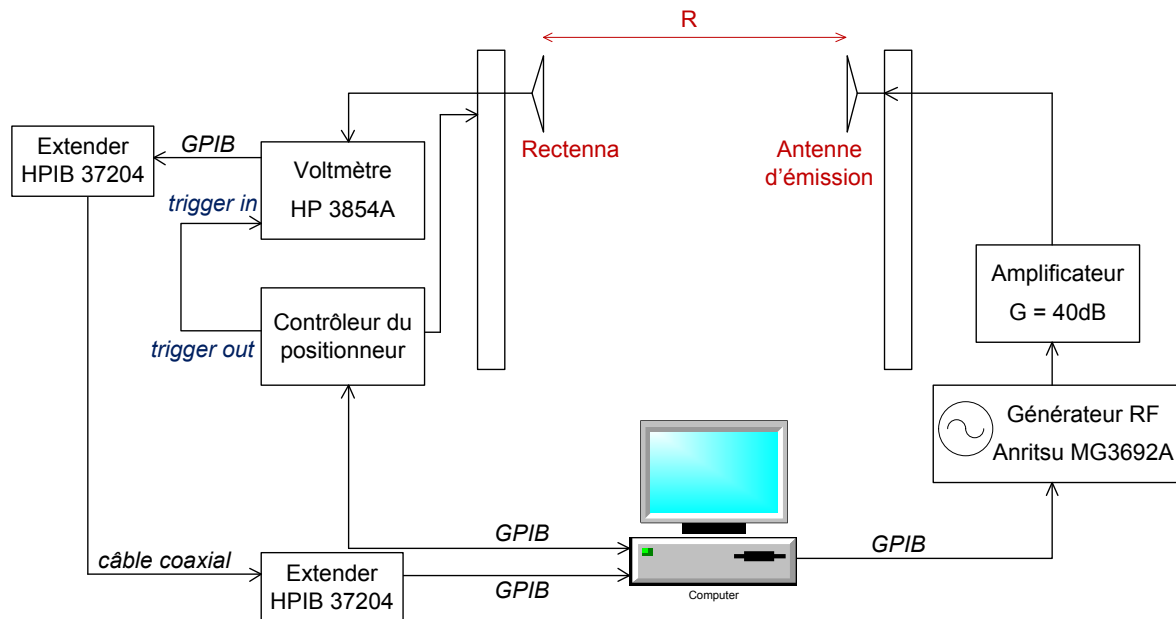 R
Extender
HPIB 37204
GPIB
Voltmètre
HP 3854A
Rectenna
Antenne
d'émission
trigger in
trigger out
Contrôleur du
positionneur
Amplificateur
G = 40dB
Générateur RF
Anritsu MG3692A
GPIB
GPIB
câble coaxial
Extender
HPIB 37204
GPIB
Computer